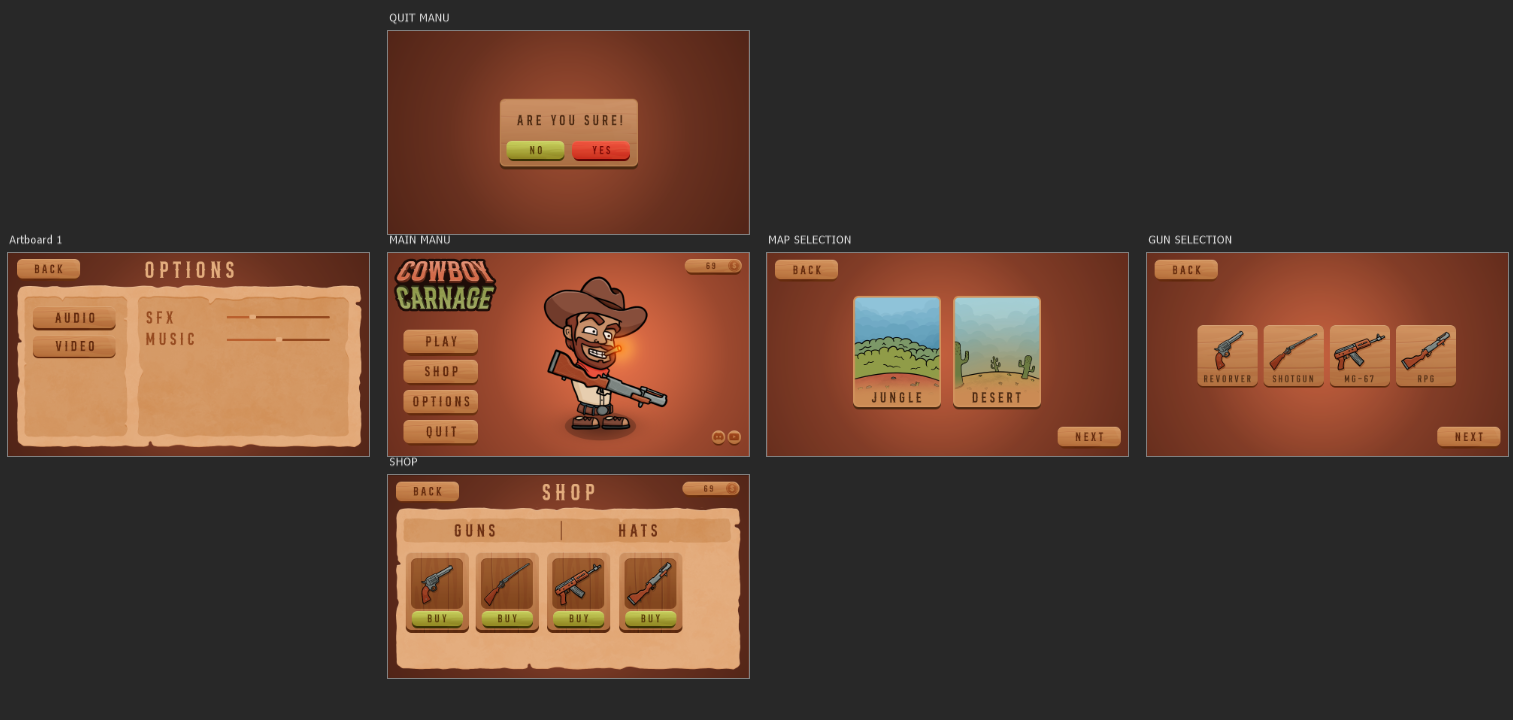 QUIT MANU
ARE YOU SURE!
NO
YES
Artboard 1
BACK
OPTIONS
AUDIO
VIDEO
SFX
MUSIC
MAIN MANU
COWBOY
CARNAGE
69
PLAY
SHOP
OPTIONS
QUIT
MAP SELECTION
BACK
JUNGLE
DESERT
NEXT
GUN SELECTION
BACK
REVORVER
SHOTGUN
MG-67
RPG
NEXT
SHOP
BACK
SHOP
69
GUNS
HATS
BUY
BUY
BUY
BUY